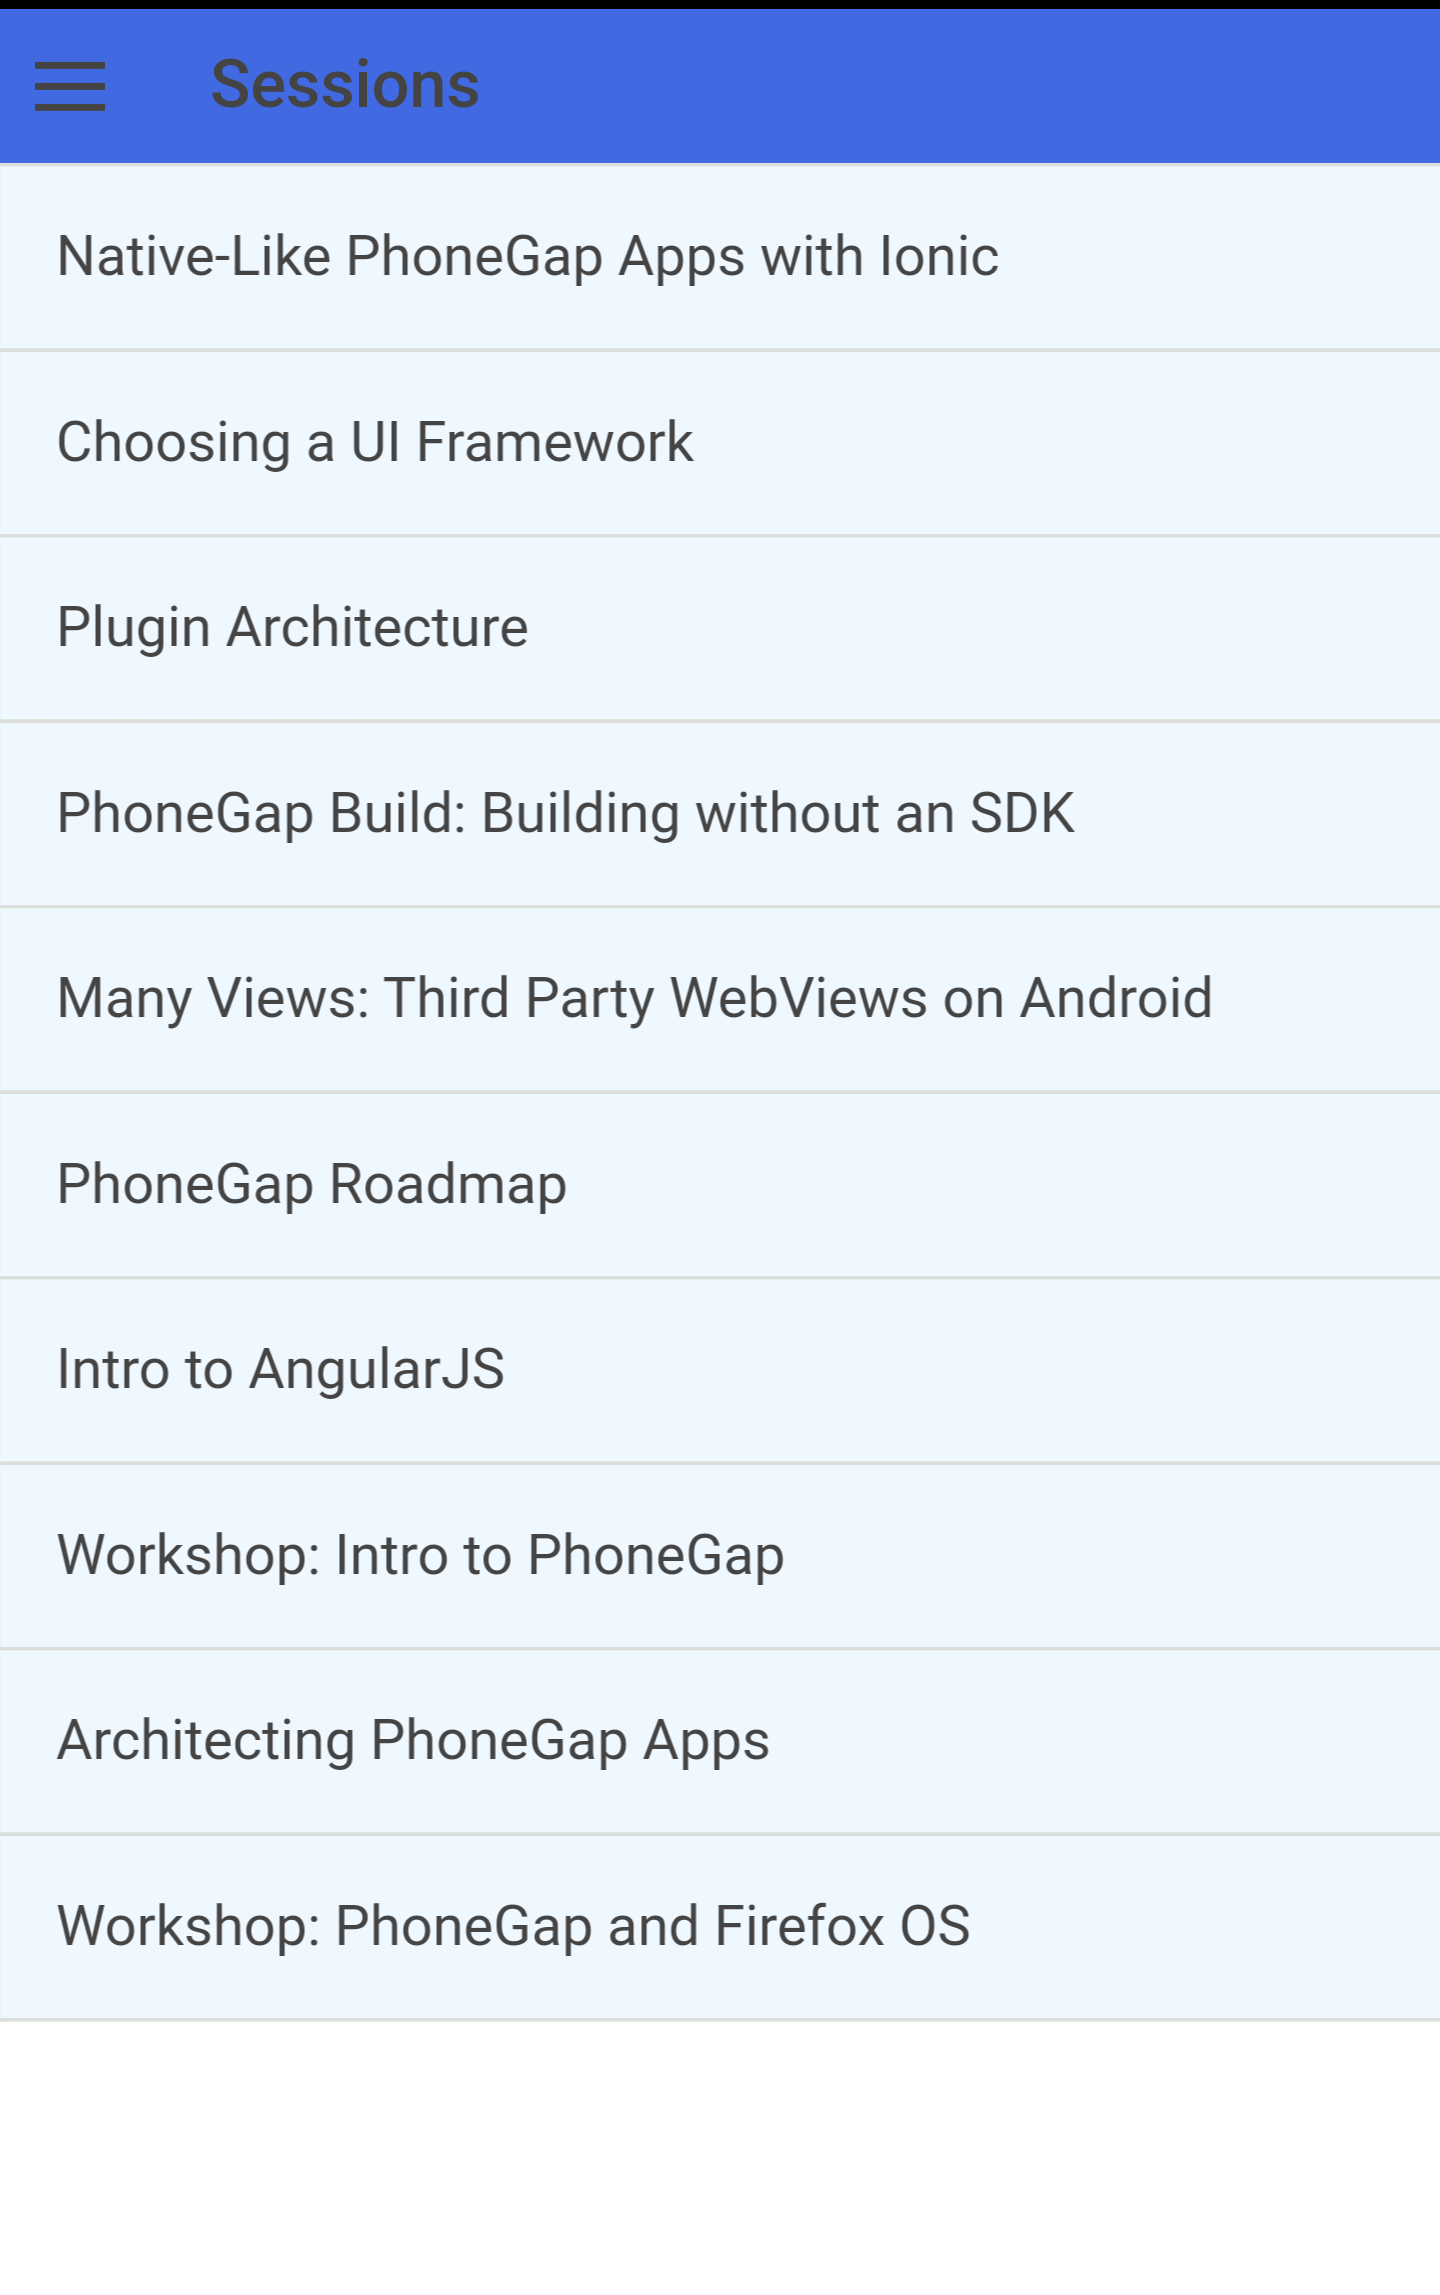 Sessions
Native-Like PhoneGap Apps with Ionic
Choosing a UI Framework
Plugin Architecture
PhoneGap Build: Building without an SDK
Many Views: Third Party WebViews on Android
PhoneGap Roadmap
Intro to AngularJS
Workshop: Intro to PhoneGap
Architecting PhoneGap Apps
Workshop: PhoneGap and Firefox OS